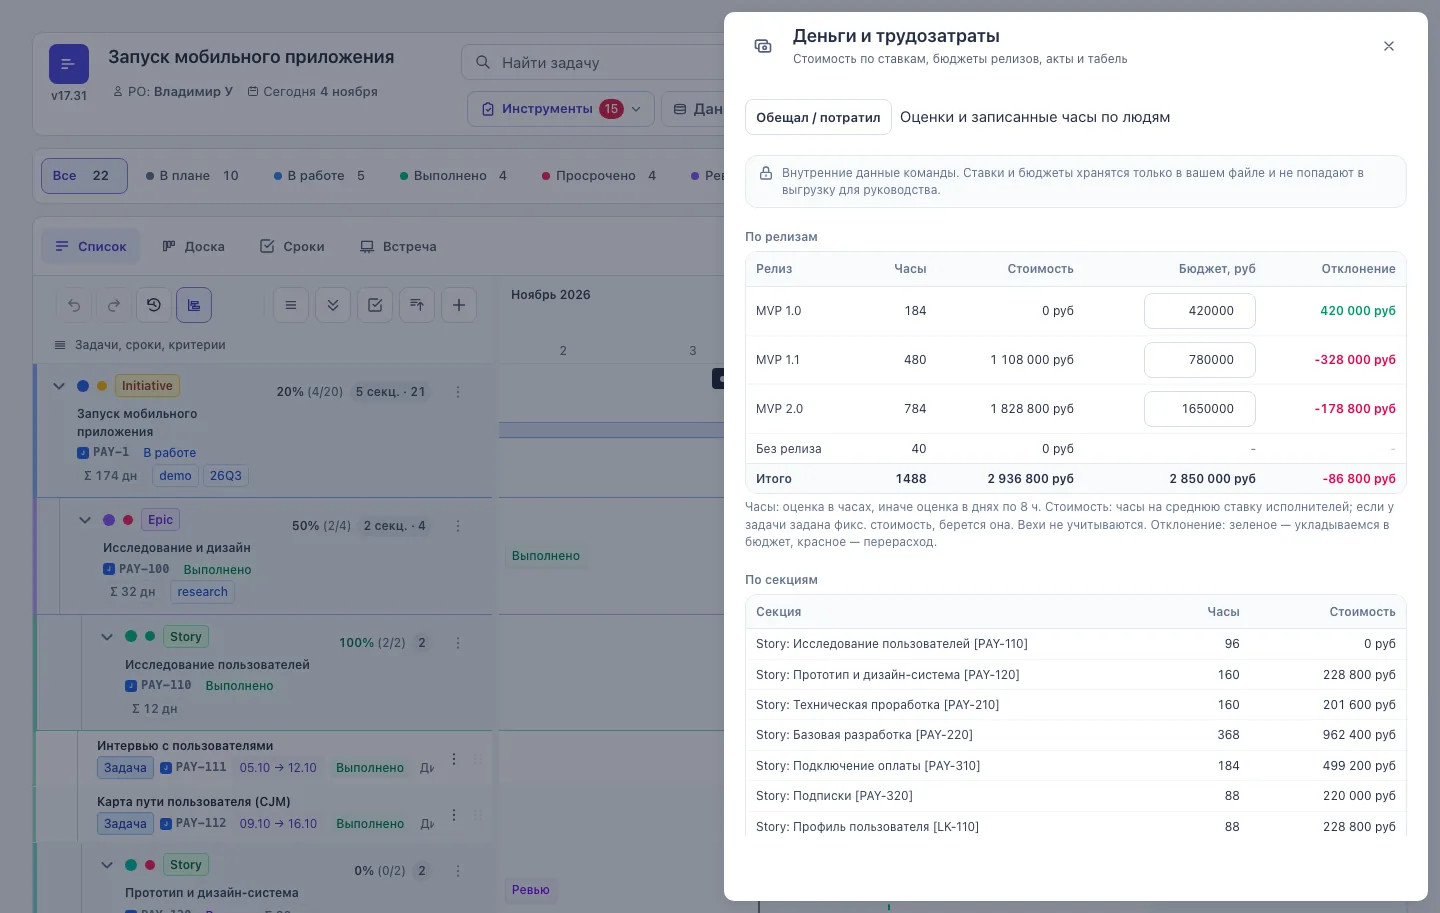 Запуск мобильного приложения
v17.31
PO: Владимир У
Сегодня 4 ноября
Найти задачу
Инструменты 15
Все 22
В плане 10
В работе 5
Выполнено 4
Просрочено 4
Список
Доска
Сроки
Встреча
Задачи, сроки, критерии
Ноябрь 2026
2
3
Initiative
20% (4/20) 5 секц. · 21
Запуск мобильного
приложения
PAY-1 В работе
Σ 174 дн demo 26Q3
Epic
50% (2/4) 2 секц. · 4
Исследование и дизайн
PAY-100 Выполнено
Σ 32 дн research
Выполнено
Story
100% (2/2) 2
Исследование пользователей
PAY-110 Выполнено
Σ 12 дн
Интервью с пользователями
Задача PAY-111 05.10 → 12.10 Выполнено
Карта пути пользователя (CJM)
Задача PAY-112 09.10 → 16.10 Выполнено
Story
0% (0/2) 2
Прототип и дизайн-система
Ревью
Деньги и трудозатраты
Стоимость по ставкам, бюджеты релизов, акты и табель
Обещал / потратил Оценки и записанные часы по людям
Внутренние данные команды. Ставки и бюджеты хранятся только в вашем файле и не попадают в
выгрузку для руководства.
По релизам
Релиз Часы Стоимость Бюджет, руб Отклонение
MVP 1.0 184 0 руб 420000 420 000 руб
MVP 1.1 480 1 108 000 руб 780000 -328 000 руб
MVP 2.0 784 1 828 800 руб 1650000 -178 800 руб
Без релиза 40 0 руб - -
Итого 1488 2 936 800 руб 2 850 000 руб -86 800 руб
Часы: оценка в часах, иначе оценка в днях по 8 ч. Стоимость: часы на среднюю ставку исполнителей; если у
задачи задана фикс. стоимость, берется она. Вехи не учитываются. Отклонение: зеленое — укладываемся в
бюджет, красное — перерасход.
По секциям
Секция Часы Стоимость
Story: Исследование пользователей [PAY-110] 96 0 руб
Story: Прототип и дизайн-система [PAY-120] 160 228 800 руб
Story: Техническая проработка [PAY-210] 160 201 600 руб
Story: Базовая разработка [PAY-220] 368 962 400 руб
Story: Подключение оплаты [PAY-310] 184 499 200 руб
Story: Подписки [PAY-320] 88 220 000 руб
Story: Профиль пользователя [LK-110] 88 228 800 руб